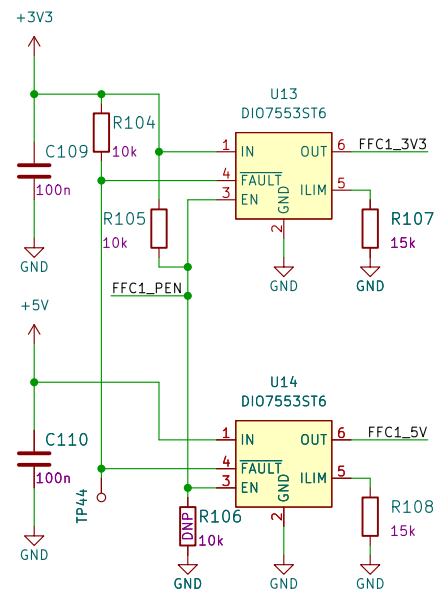 +3V3
U13
DIO7553ST6
R104
10k
C109
100n
1 IN OUT 6 FFC1_3V3
4 FAULT
3 EN ILIM 5
GND
2
R105
10k
R107
15k
GND
GND
GND
FFC1_PEN
+5V
U14
DIO7553ST6
C110
100n
1 IN OUT 6 FFC1_5V
4 FAULT
3 EN ILIM 5
GND
2
TP44
DNP
R106
10k
R108
15k
GND
GND
GND
GND